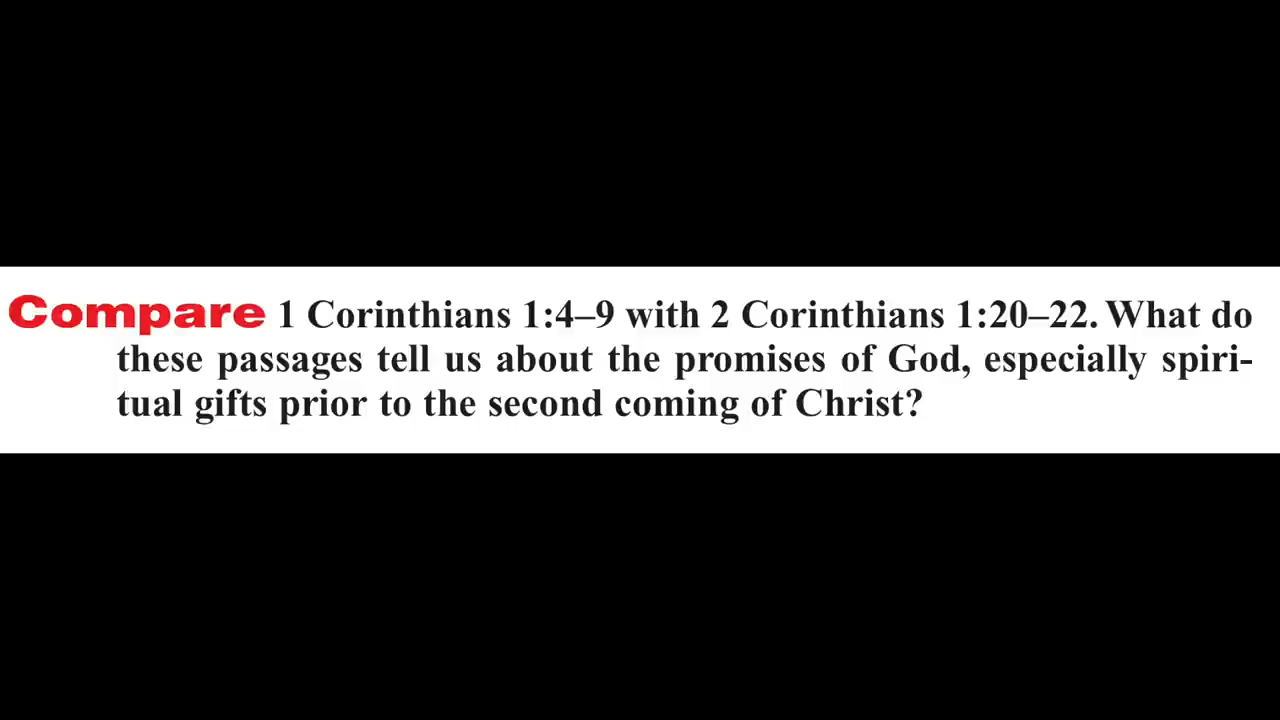 Compare 1 Corinthians 1:4–9 with 2 Corinthians 1:20–22. What do
these passages tell us about the promises of God, especially spiri-
tual gifts prior to the second coming of Christ?